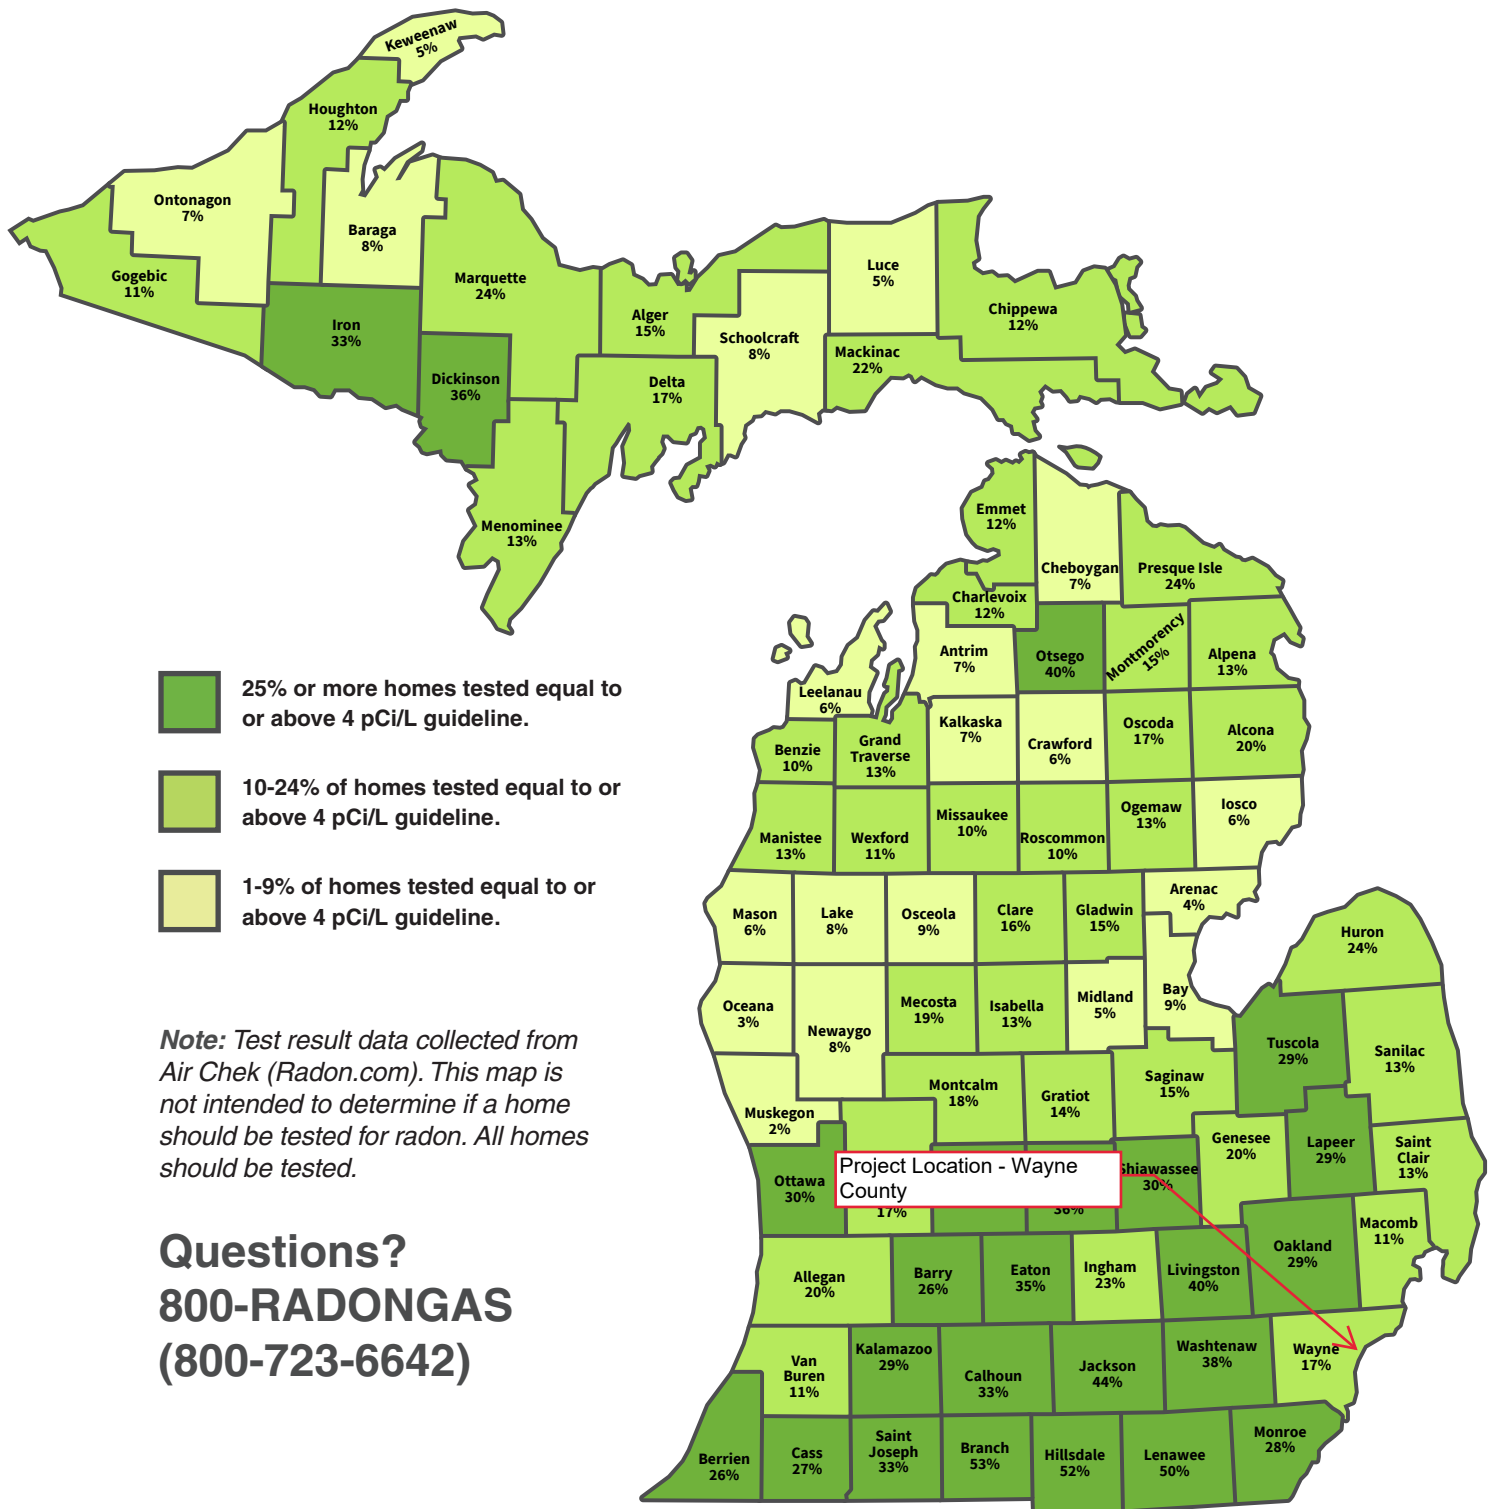 Keweenaw
5%
Houghton
12%
Ontonagon
7%
Baraga
8%
Gogebic
11%
Marquette
24%
Iron
33%
Dickinson
36%
Alger
15%
Luce
5%
Chippewa
12%
Schoolcraft
8%
Mackinac
22%
Delta
17%
Menominee
13%
Emmet
12%
Cheboygan
7%
Presque Isle
24%
Charlevoix
12%
Antrim
7%
Otsego
40%
Montmorency
15%
Alpena
13%
25% or more homes tested equal to
or above 4 pCi/L guideline.
10-24% of homes tested equal to or
above 4 pCi/L guideline.
1-9% of homes tested equal to or
above 4 pCi/L guideline.
Leelanau
6%
Benzie
10%
Grand
Traverse
13%
Kalkaska
7%
Crawford
6%
Oscoda
17%
Alcona
20%
Manistee
13%
Wexford
11%
Missaukee
10%
Roscommon
10%
Ogemaw
13%
Iosco
6%
Mason
6%
Lake
8%
Osceola
9%
Clare
16%
Gladwin
15%
Arenac
4%
Huron
24%
Oceana
3%
Newaygo
8%
Mecosta
19%
Isabella
13%
Midland
5%
Bay
9%
Tuscola
29%
Sanilac
13%
Note: Test result data collected from
Air Chek (Radon.com). This map is
not intended to determine if a home
should be tested for radon. All homes
should be tested.
Muskegon
2%
Montcalm
18%
Gratiot
14%
Saginaw
15%
Genesee
20%
Lapeer
29%
Saint
Clair
13%
Ottawa
30%
Project Location - Wayne
County
17%
36%
Shiawassee
30%
Macomb
11%
Questions?
800-RADONGAS
(800-723-6642)
Allegan
20%
Barry
26%
Eaton
35%
Ingham
23%
Livingston
40%
Oakland
29%
Van
Buren
11%
Kalamazoo
29%
Calhoun
33%
Jackson
44%
Washtenaw
38%
Wayne
17%
Berrien
26%
Cass
27%
Saint
Joseph
33%
Branch
53%
Hillsdale
52%
Lenawee
50%
Monroe
28%